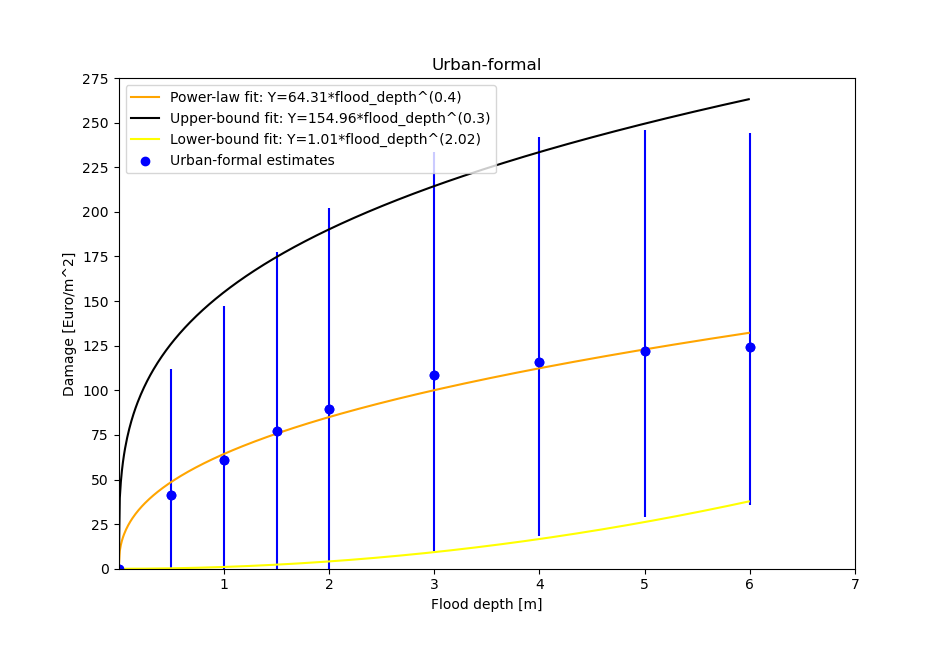 Urban-formal
Power-law fit: Y=64.31*flood_depth^(0.4)
Upper-bound fit: Y=154.96*flood_depth^(0.3)
Lower-bound fit: Y=1.01*flood_depth^(2.02)
Urban-formal estimates
275
250
225
200
175
150
125
100
75
50
25
0
Damage [Euro/m^2]
1 2 3 4 5 6 7
Flood depth [m]